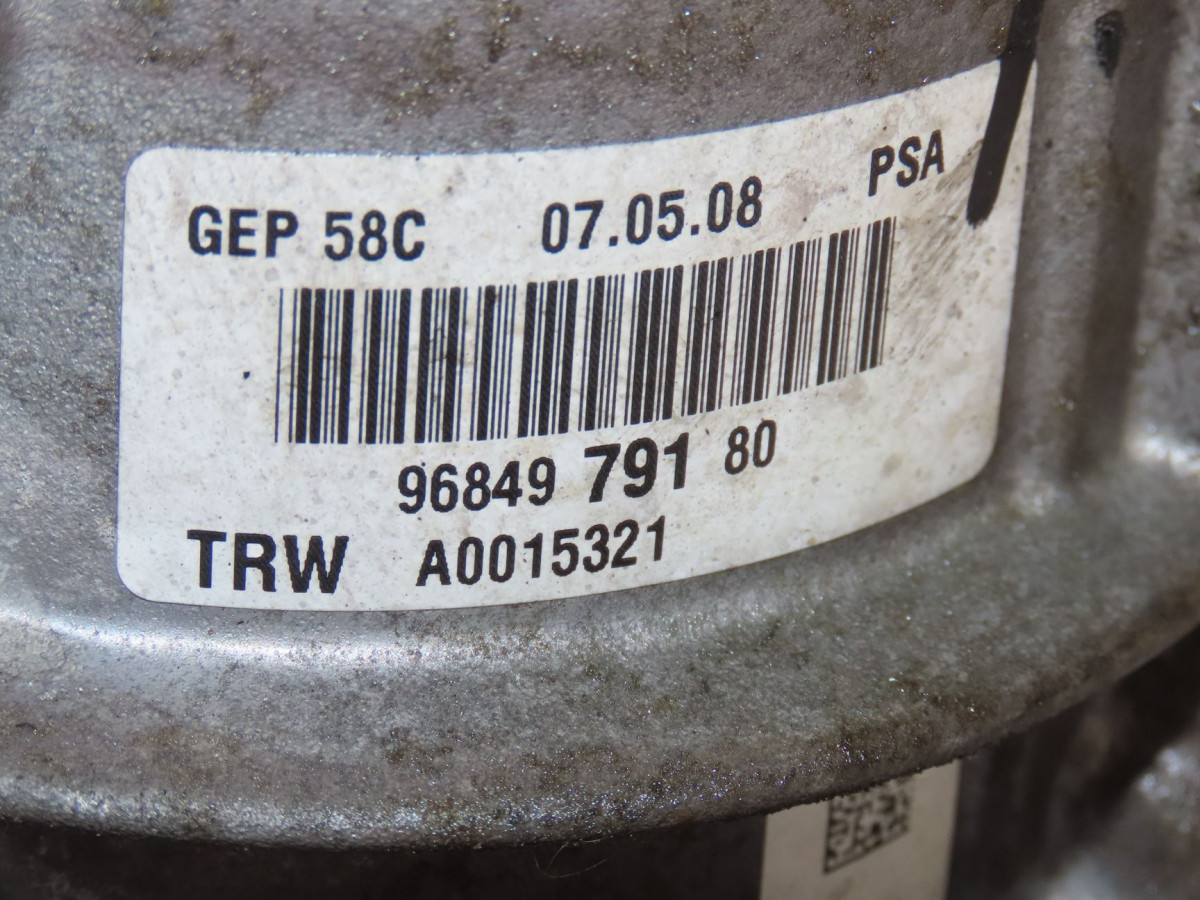 GEP 58C 07.05.08 PSA
96849 791 80
TRW A0015321